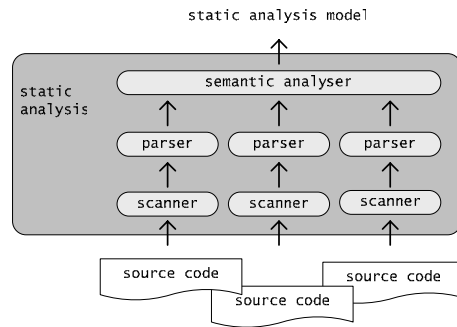 static analysis model
semantic analyser
static
analysis
parser parser parser
scanner scanner scanner
source code source code
source code